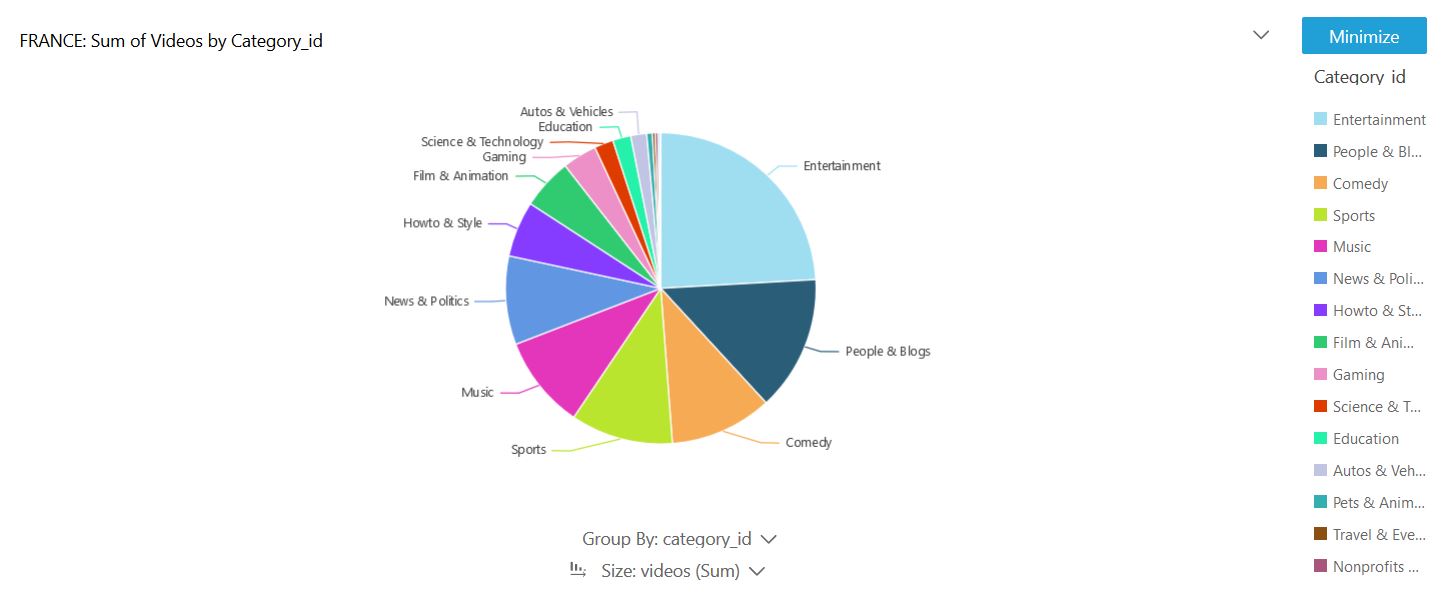 FRANCE: Sum of Videos by Category_id
Minimize
Category_id
Autos & Vehicles
Education
Science & Technology
Gaming
Film & Animation
Howto & Style
News & Politics
Music
Sports
Entertainment
People & Blogs
Comedy
Entertainment
People & Bl...
Comedy
Sports
Music
News & Poli...
Howto & St...
Film & Ani...
Gaming
Science & T...
Education
Autos & Veh...
Pets & Anim...
Travel & Eve...
Nonprofits ...
Group By: category_id
Size: videos (Sum)